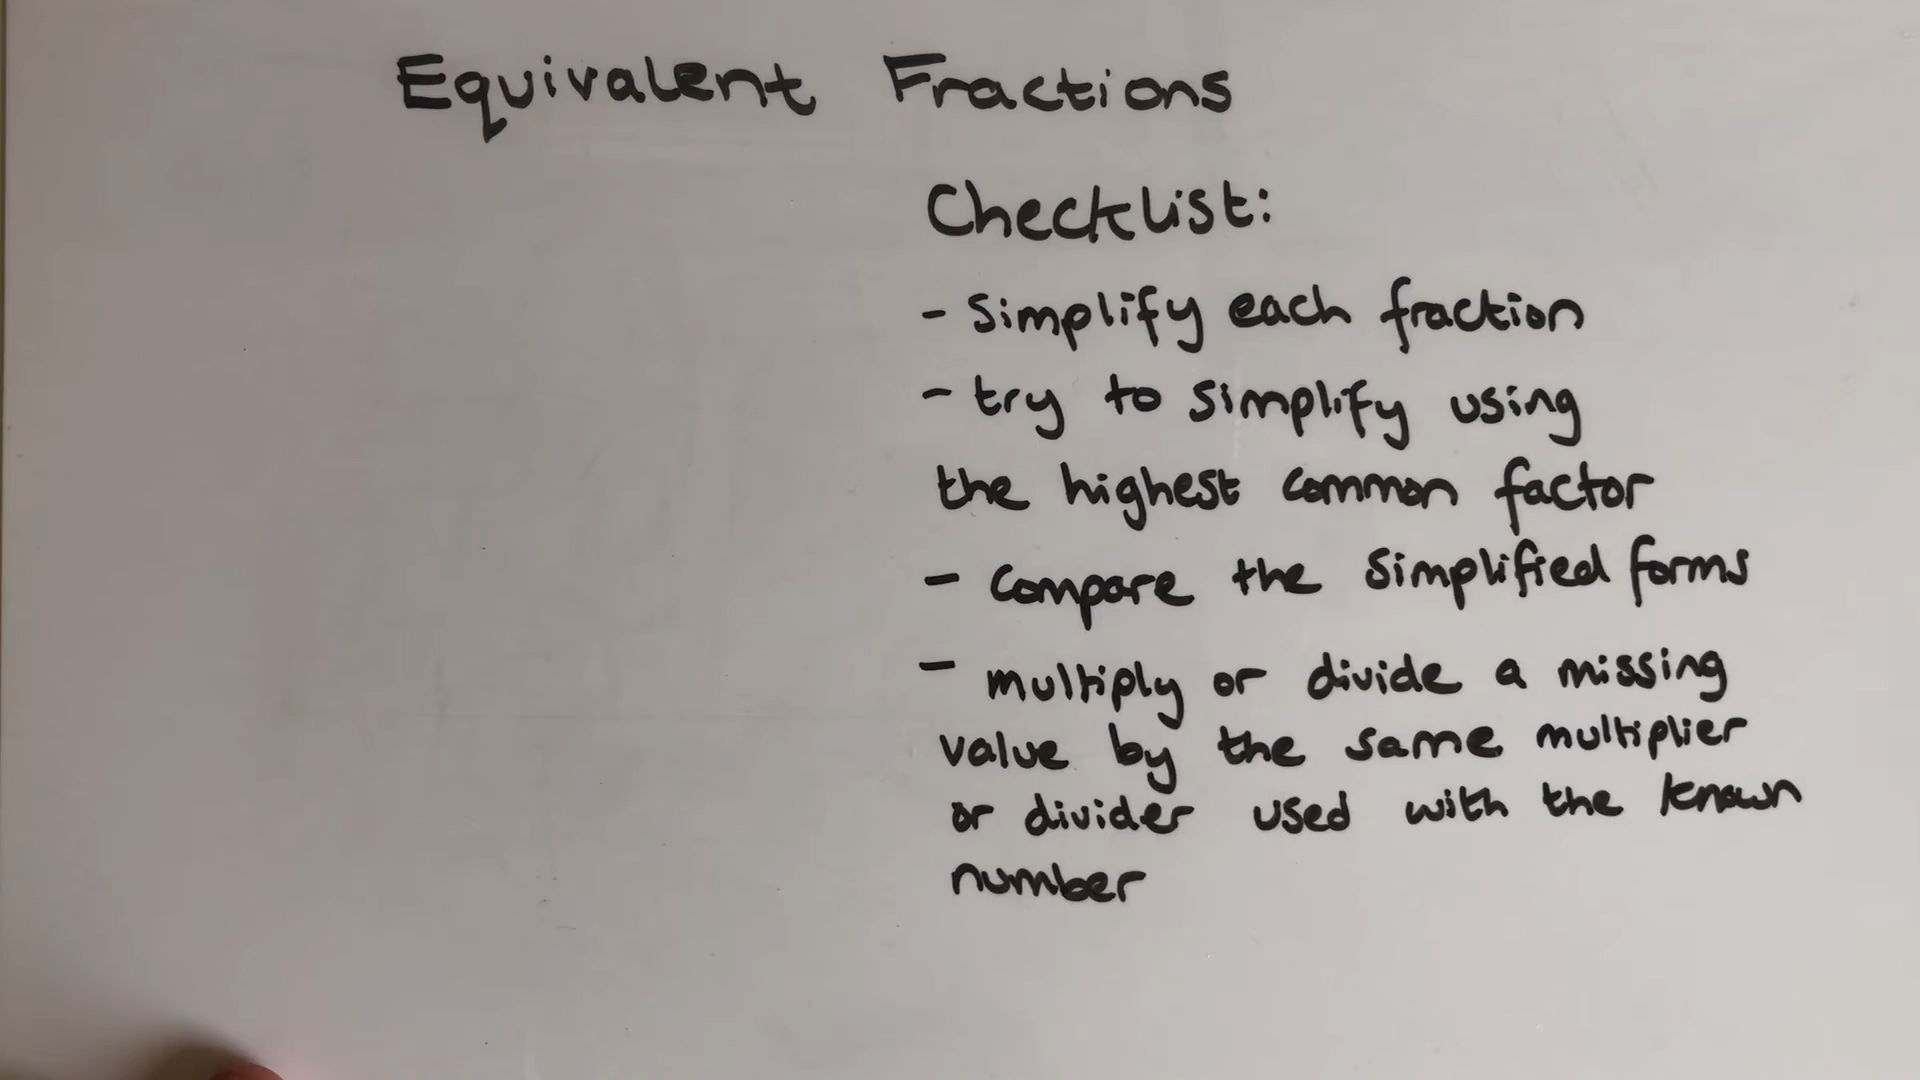 Equivalent Fractions
Checklist:
- Simplify each fraction
- try to simplify using
the highest common factor
- compare the simplified forms
- multiply or divide a missing
value by the same multiplier
or divider used with the known
number